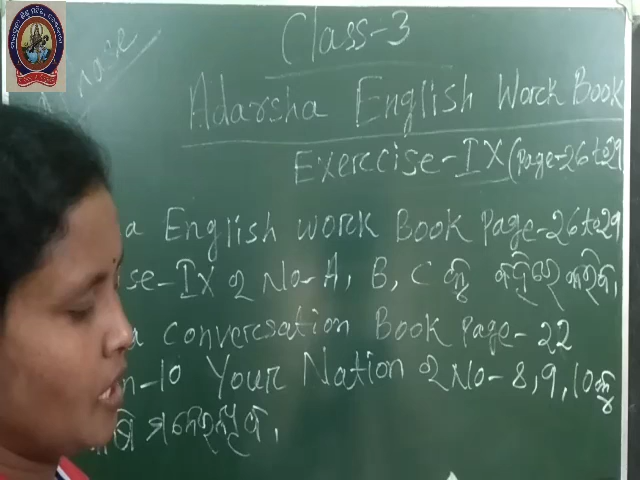 Class-3
Adarsha English Work Book
Exercise-IX (Page-26 to 29
a English Work Book Page-26 to 29
se-IX ର No-A, B, C କୁ
a conversation Book Page-22
n-10 Your Nation ର No-8, 9, 10 କୁ